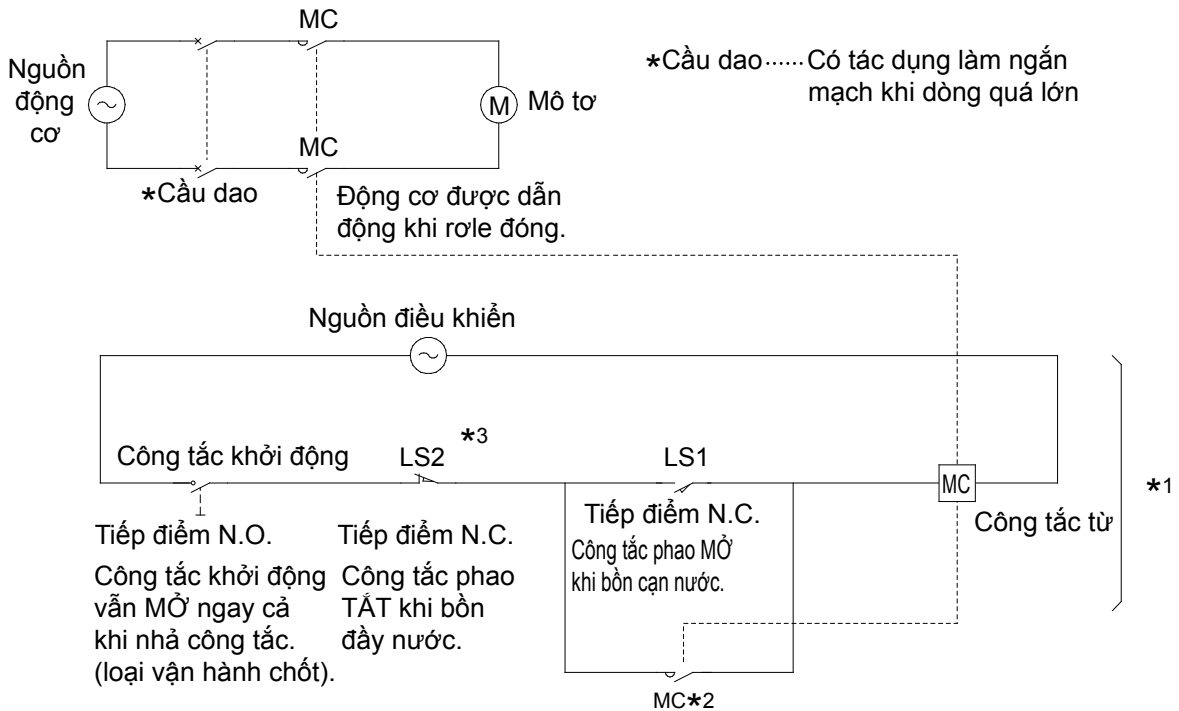 MC
Nguồn
động
cơ
M
Mô tơ
*Cầu dao······Có tác dụng làm ngắn
mạch khi dòng quá lớn
MC
*Cầu dao
Động cơ được dẫn
động khi rơle đóng.
Nguồn điều khiển
Công tắc khởi động
LS2
*3
LS1
MC
*1
Công tắc từ
Tiếp điểm N.O.
Công tắc khởi động
vẫn MỞ ngay cả
khi nhả công tắc.
(loại vận hành chốt).
Tiếp điểm N.C.
Công tắc phao
TẮT khi bồn
đầy nước.
Tiếp điểm N.C.
Công tắc phao MỞ
khi bồn cạn nước.
MC*2